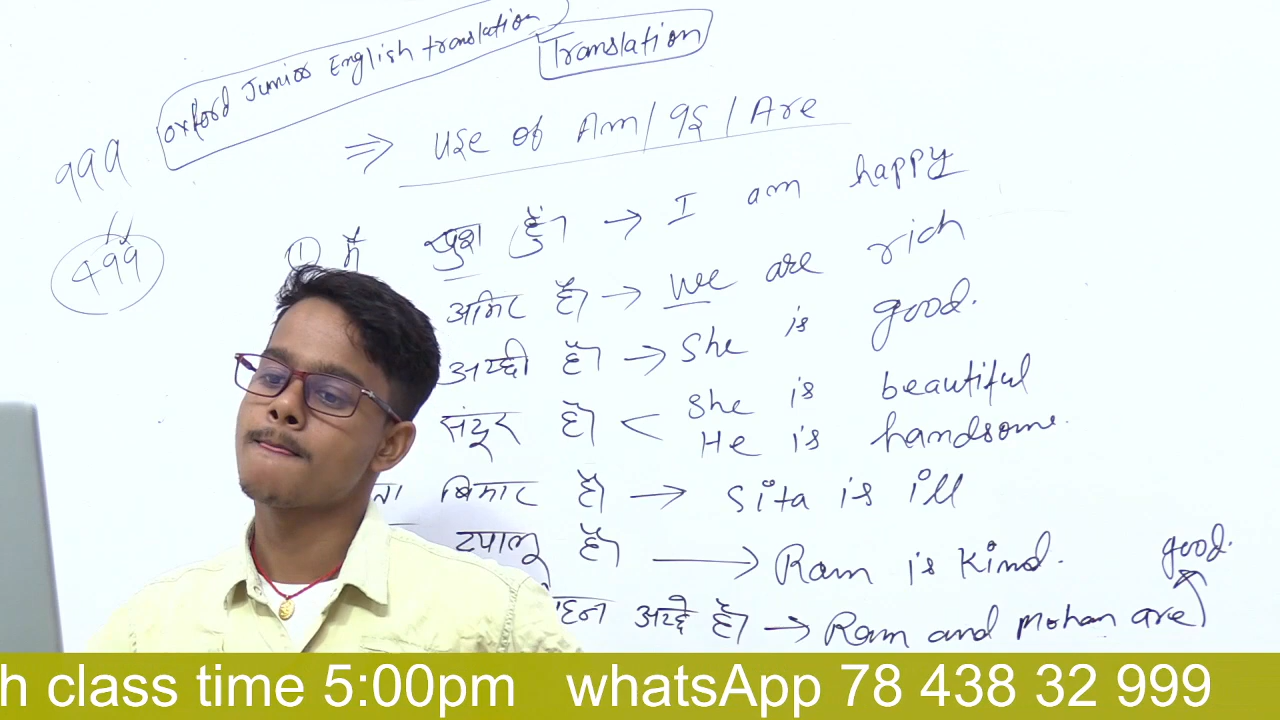 Oxford Junior English translation
Translation
999
499
⇒ Use of Am / Is / Are
① मैं खुश हूँ। → I am happy
अमिर हैं। → We are rich
अच्छी है। → She is good.
सुंदर है। < She is beautiful
He is handsome.
बिमार है। → Sita is ill
दयालू है। → Ram is kind.
अच्छे हैं। → Ram and Mohan are good.
h class time 5:00pm whatsApp 78 438 32 999